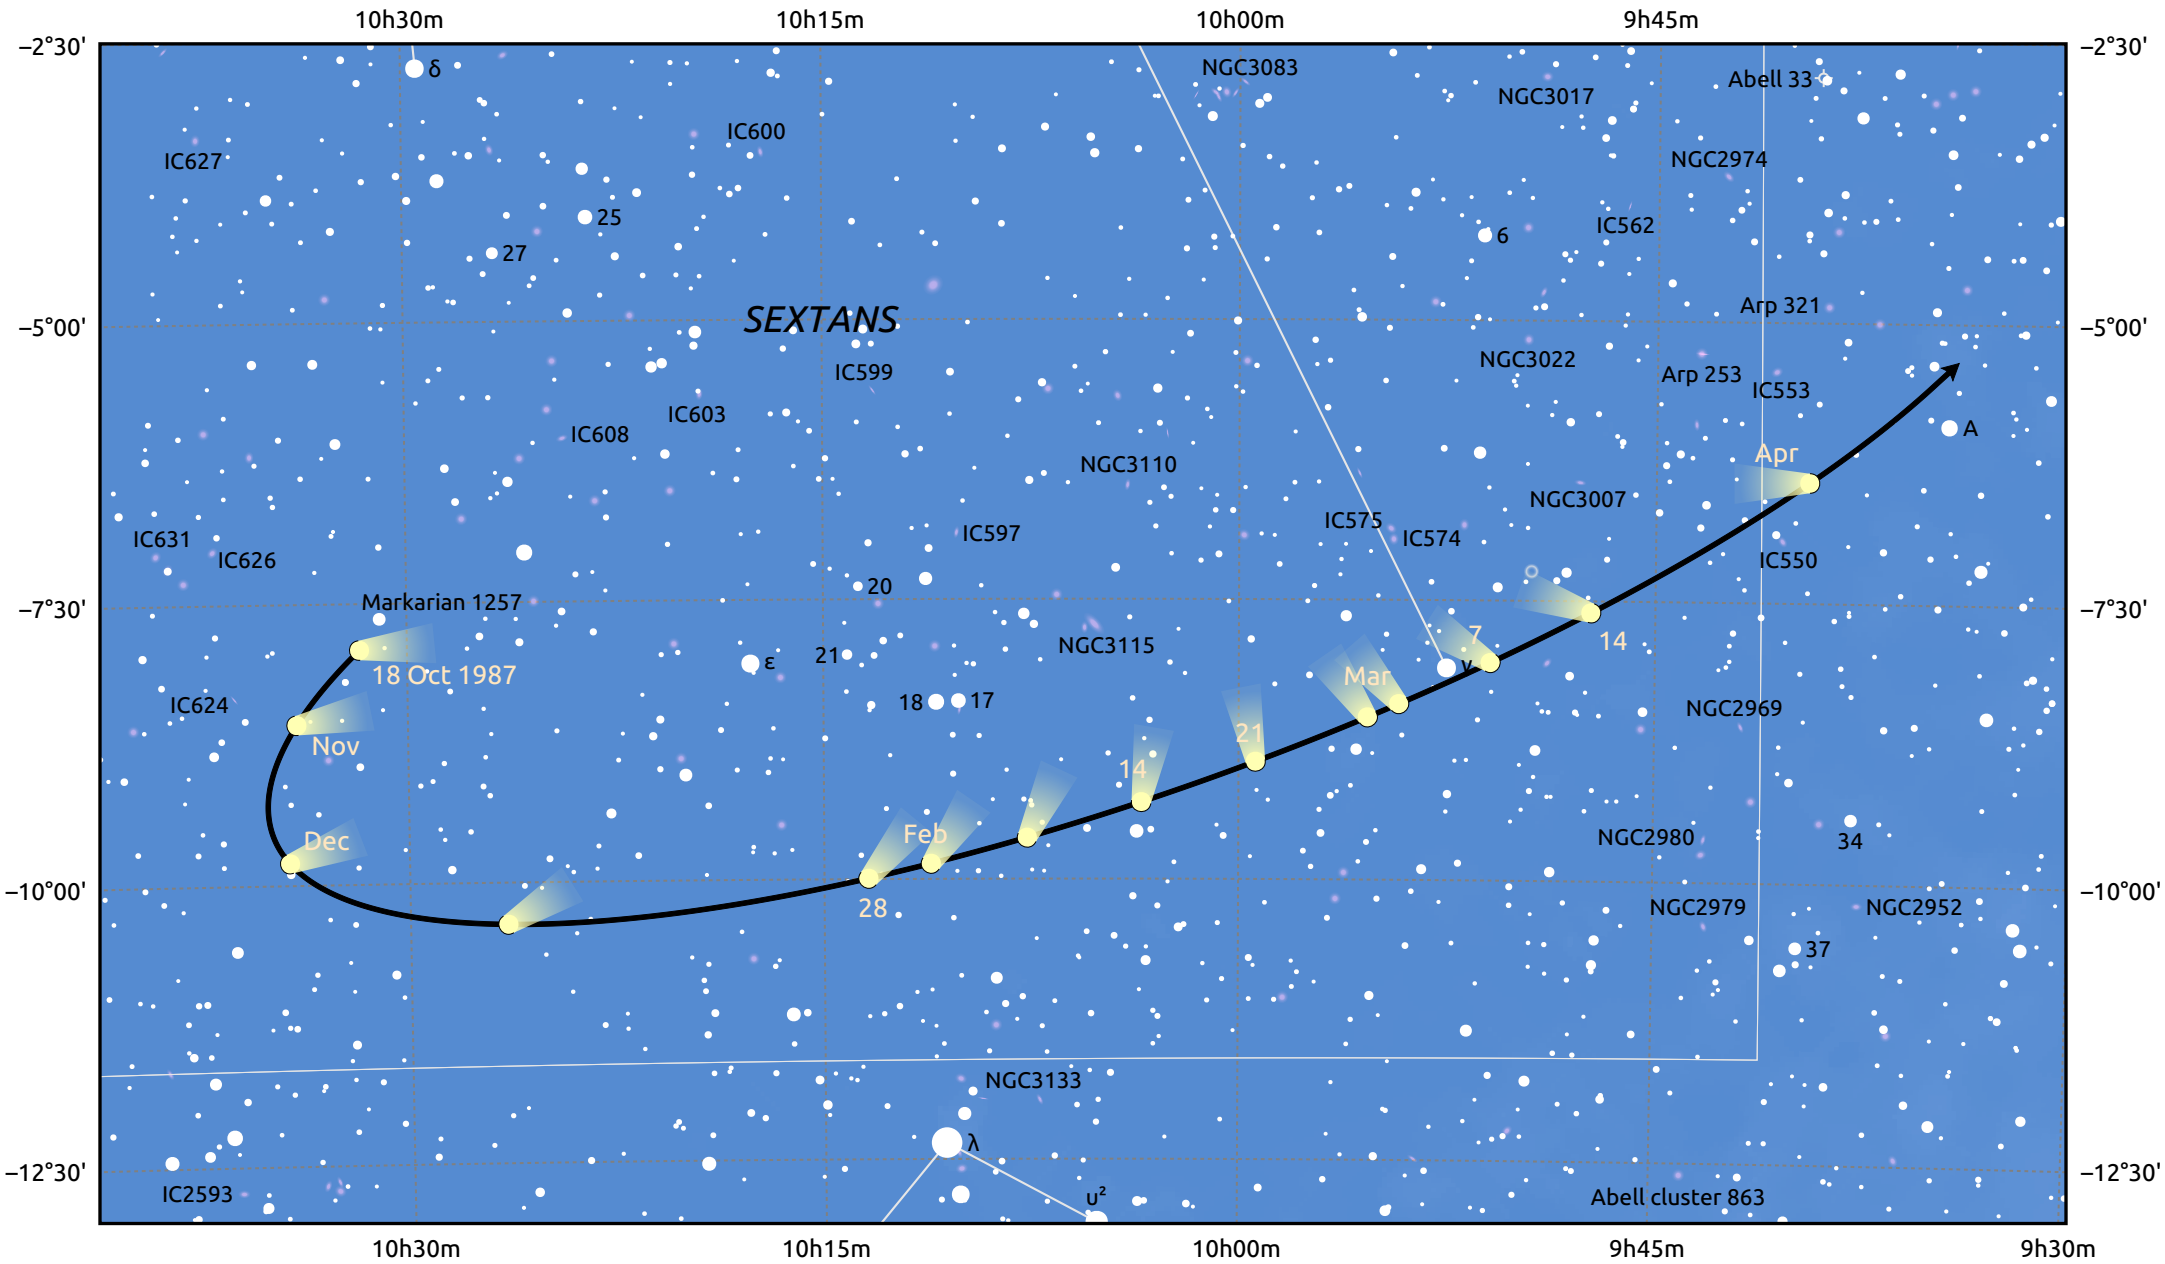 10h30m 10h15m 10h00m 9h45m
−2°30' −2°30'
δ
NGC3083
Abell 33
NGC3017
IC600
IC627
NGC2974
25
IC562
6
27
Arp 321
SEXTANS
−5°00' −5°00'
NGC3022
IC599
Arp 253
IC553
IC603
A
IC608
Apr
NGC3110
NGC3007
IC575
IC597
IC574
IC631
IC626
IC550
20
Markarian 1257
−7°30' −7°30'
7
14
NGC3115
21
ε
ν
18 Oct 1987
Mar
18
17
IC624
NGC2969
21
Nov
14
Feb
NGC2980
Dec
34
−10°00' −10°00'
28
NGC2979
NGC2952
37
NGC3133
λ
−12°30' −12°30'
IC2593
υ²
Abell cluster 863
10h30m 10h15m 10h00m 9h45m 9h30m